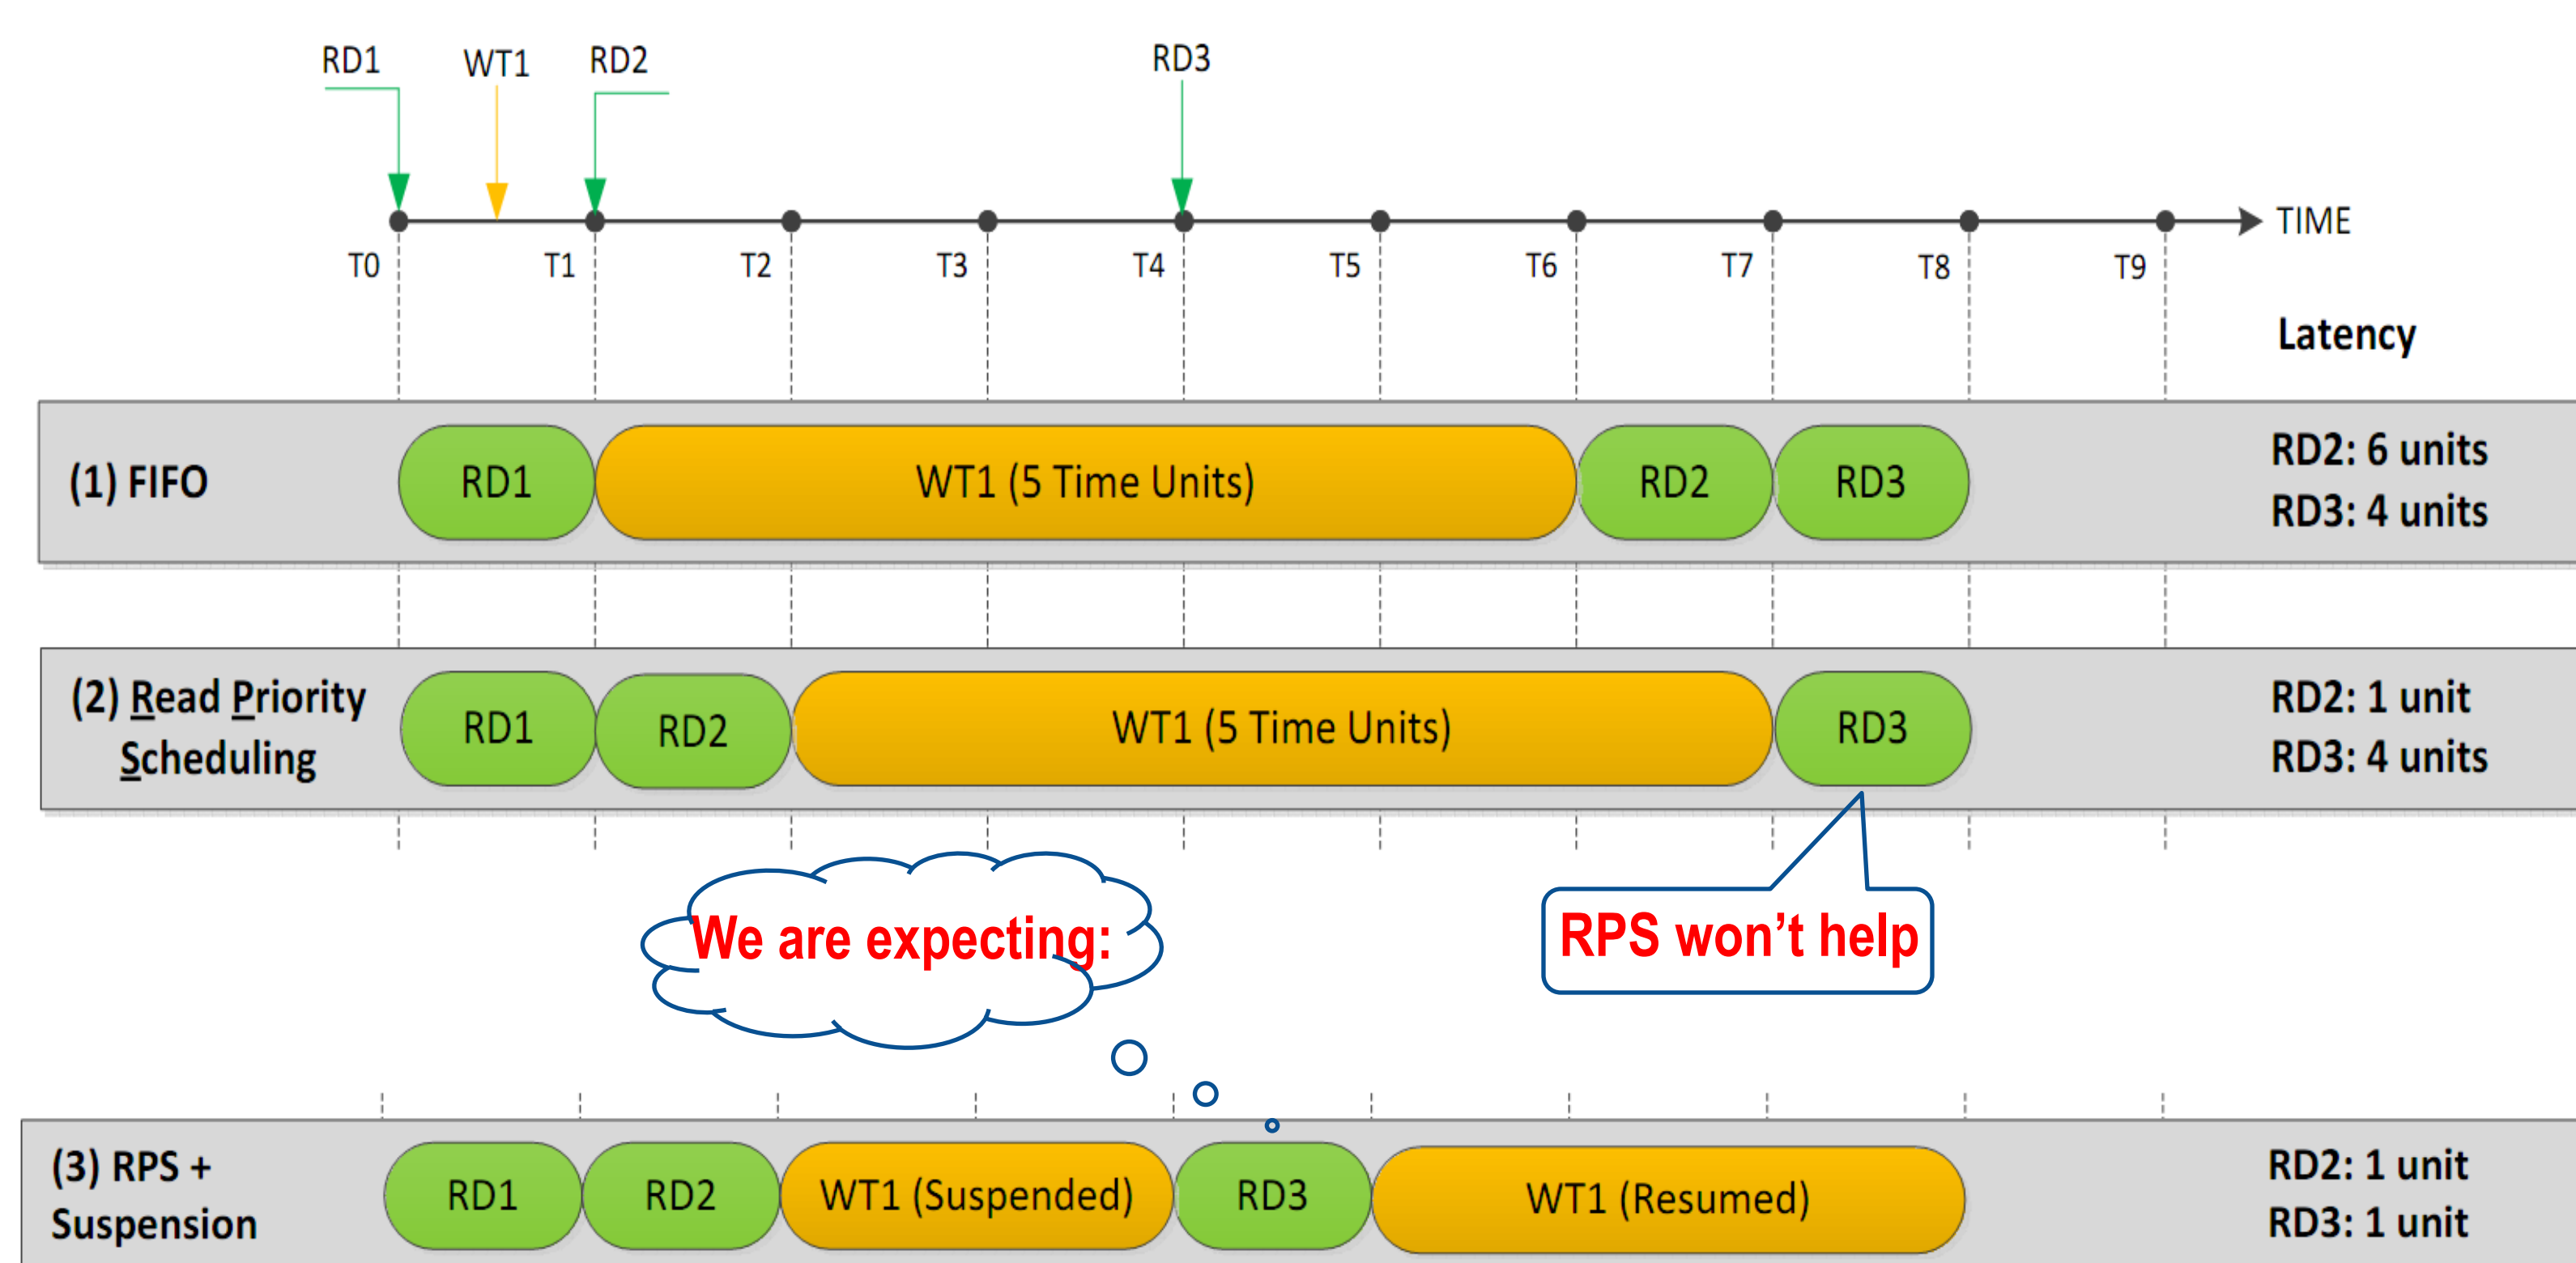 RD1
WT1
RD2
RD3
TIME
T0
T1
T2
T3
T4
T5
T6
T7
T8
T9
Latency
(1) FIFO
RD1
WT1 (5 Time Units)
RD2
RD3
RD2: 6 units
RD3: 4 units
(2) Read Priority
Scheduling
RD1
RD2
WT1 (5 Time Units)
RD3
RD2: 1 unit
RD3: 4 units
We are expecting:
RPS won’t help
(3) RPS +
Suspension
RD1
RD2
WT1 (Suspended)
RD3
WT1 (Resumed)
RD2: 1 unit
RD3: 1 unit